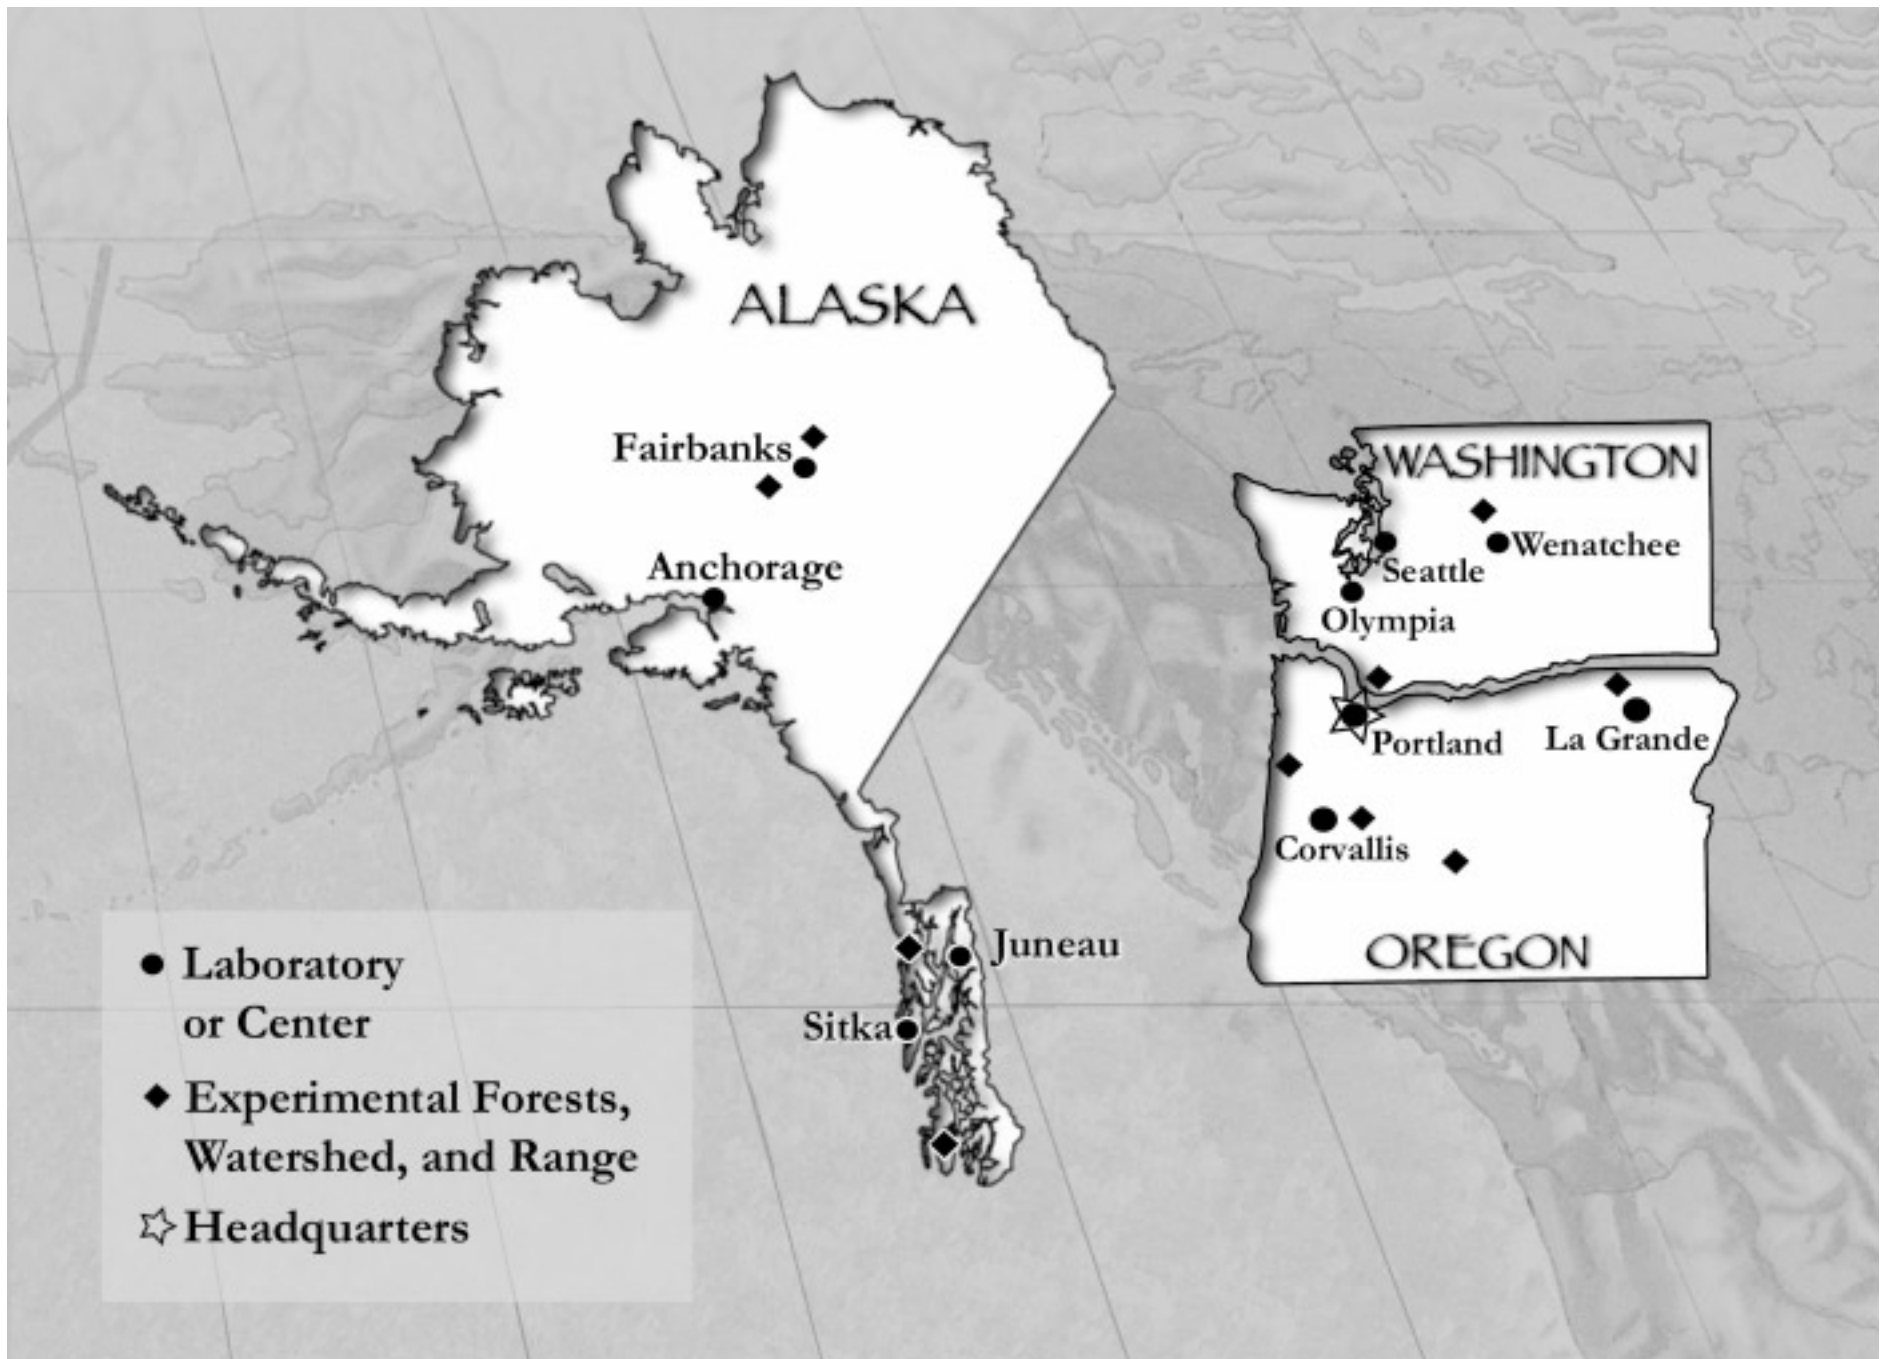 ALASKA
Fairbanks
Anchorage
Juneau
Sitka
WASHINGTON
Wenatchee
Seattle
Olympia
Portland
La Grande
Corvallis
OREGON
Laboratory
or Center
Experimental Forests,
Watershed, and Range
Headquarters